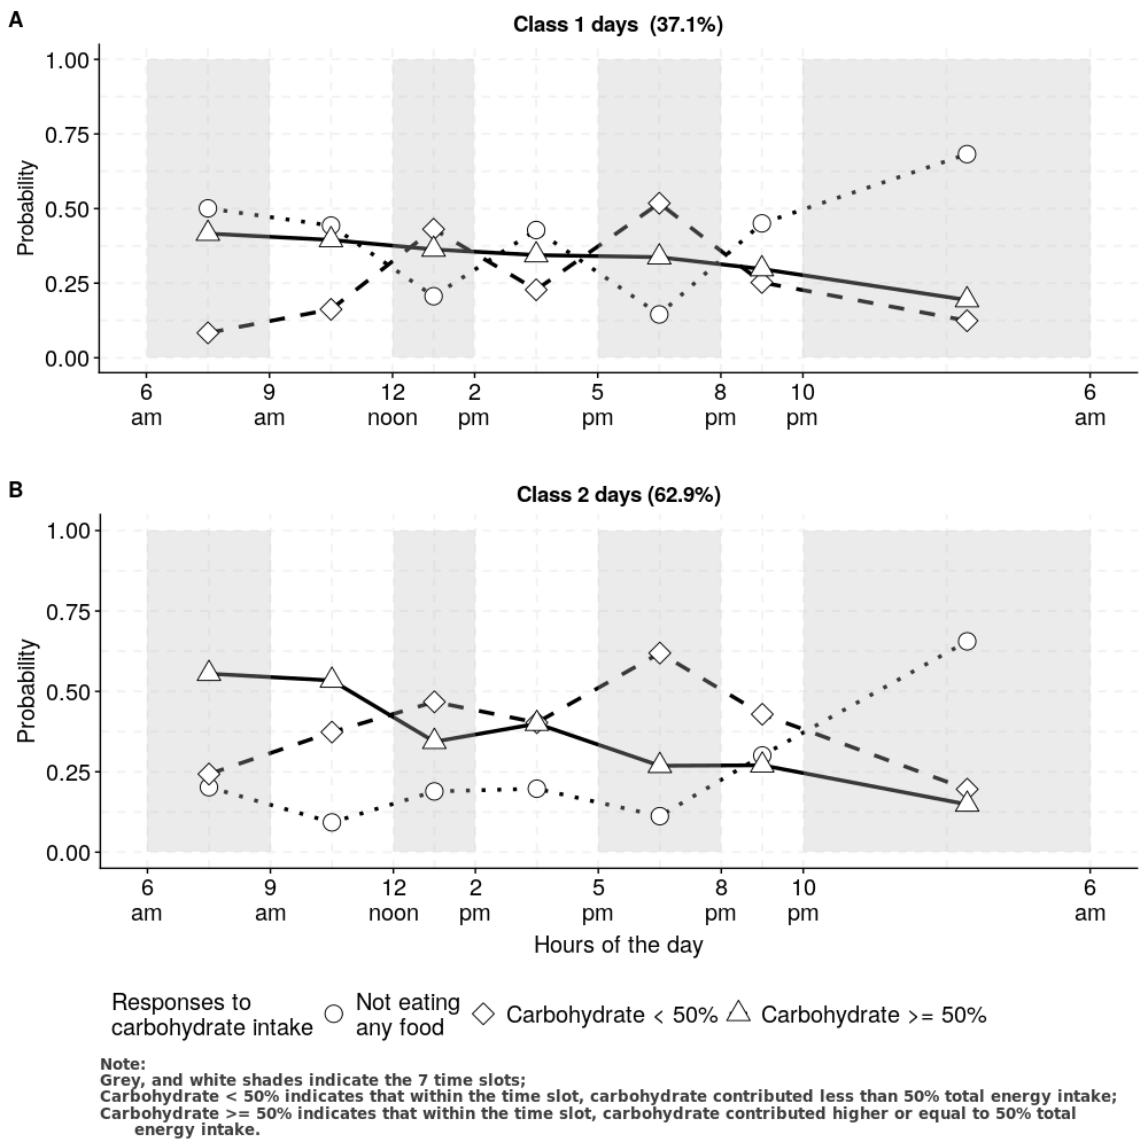 A
Class 1 days (37.1%)
1.00
0.75
0.50
0.25
0.00
Probability
6 9 12 2 5 8 10 6
am am noon pm pm pm pm am
B
Class 2 days (62.9%)
1.00
0.75
0.50
0.25
0.00
Probability
6 9 12 2 5 8 10 6
am am noon pm pm pm pm am
Hours of the day
Responses to
carbohydrate intake
Not eating
any food
Carbohydrate < 50%
Carbohydrate >= 50%
Note:
Grey, and white shades indicate the 7 time slots;
Carbohydrate < 50% indicates that within the time slot, carbohydrate contributed less than 50% total energy intake;
Carbohydrate >= 50% indicates that within the time slot, carbohydrate contributed higher or equal to 50% total
energy intake.